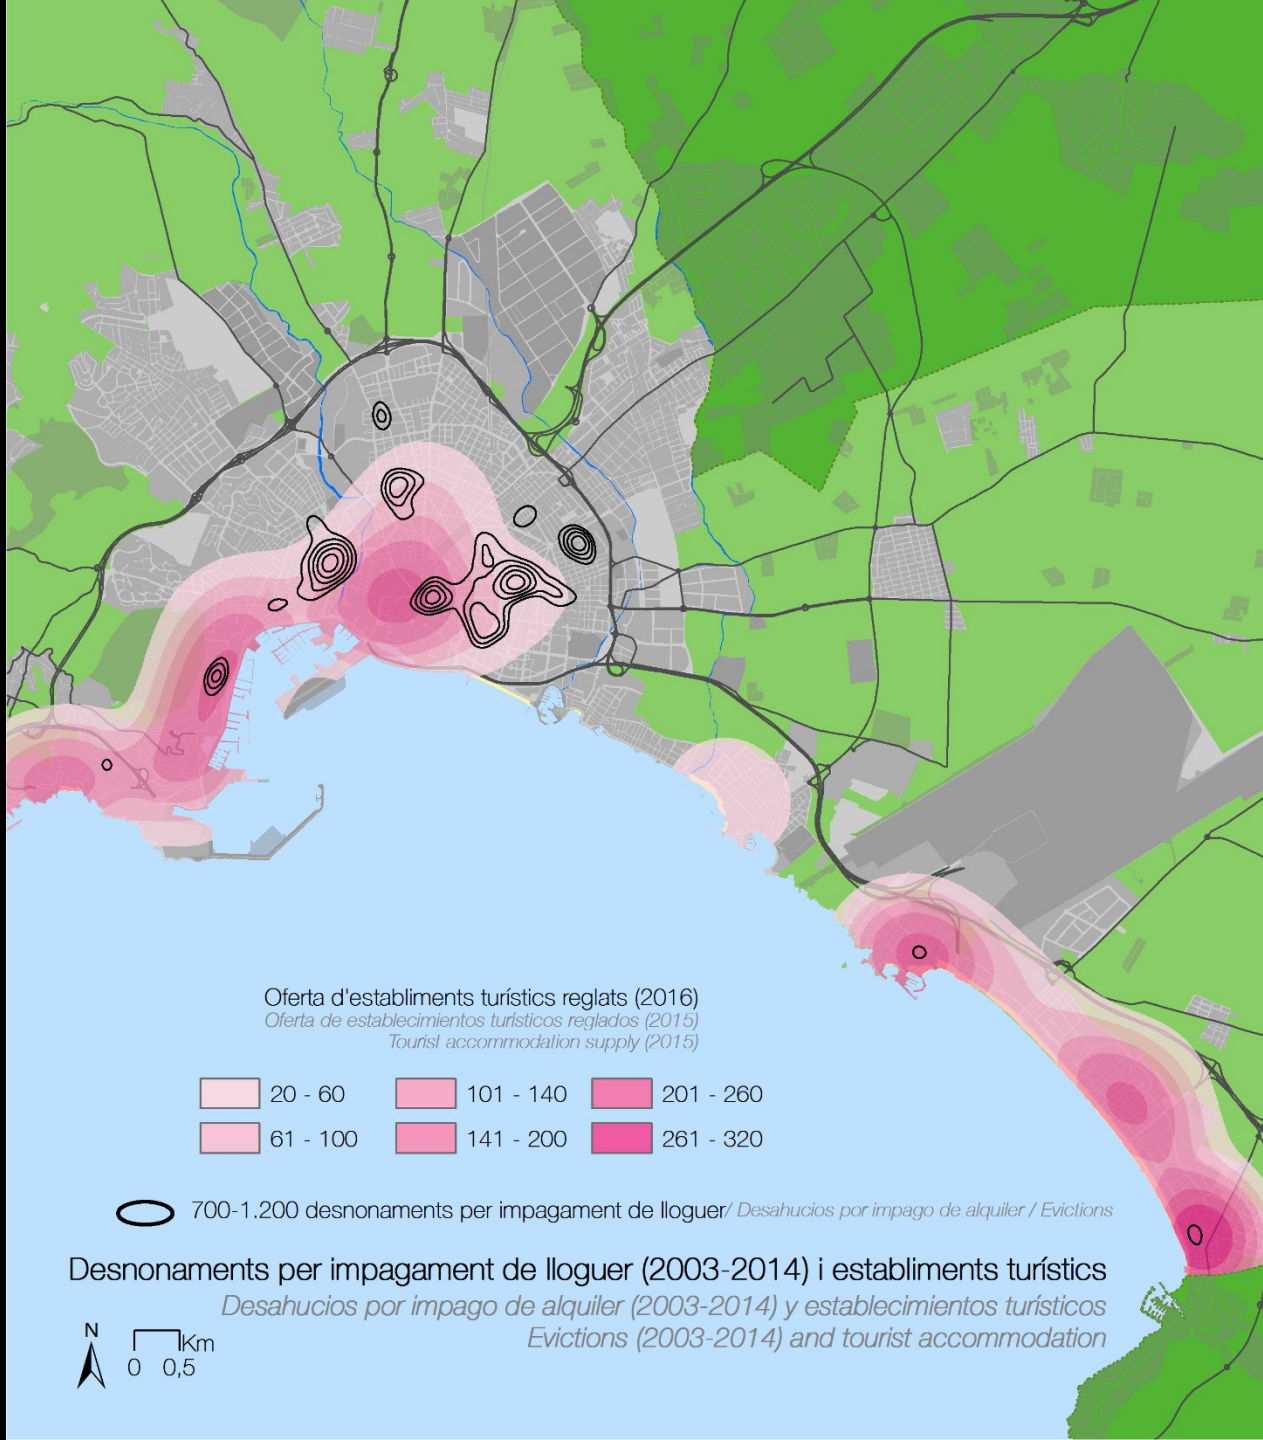 Oferta d'establiments turístics reglats (2016)
Oferta de establecimientos turísticos reglados (2015)
Tourist accommodation supply (2015)
20 - 60
101 - 140
201 - 260
61 - 100
141 - 200
261 - 320
700-1.200 desnonaments per impagament de lloguer/ Desahucios por impago de alquiler / Evictions
Desnonaments per impagament de lloguer (2003-2014) i establiments turístics
Desahucios por impago de alquiler (2003-2014) y establecimientos turísticos
Evictions (2003-2014) and tourist accommodation
N
Km
0 0,5